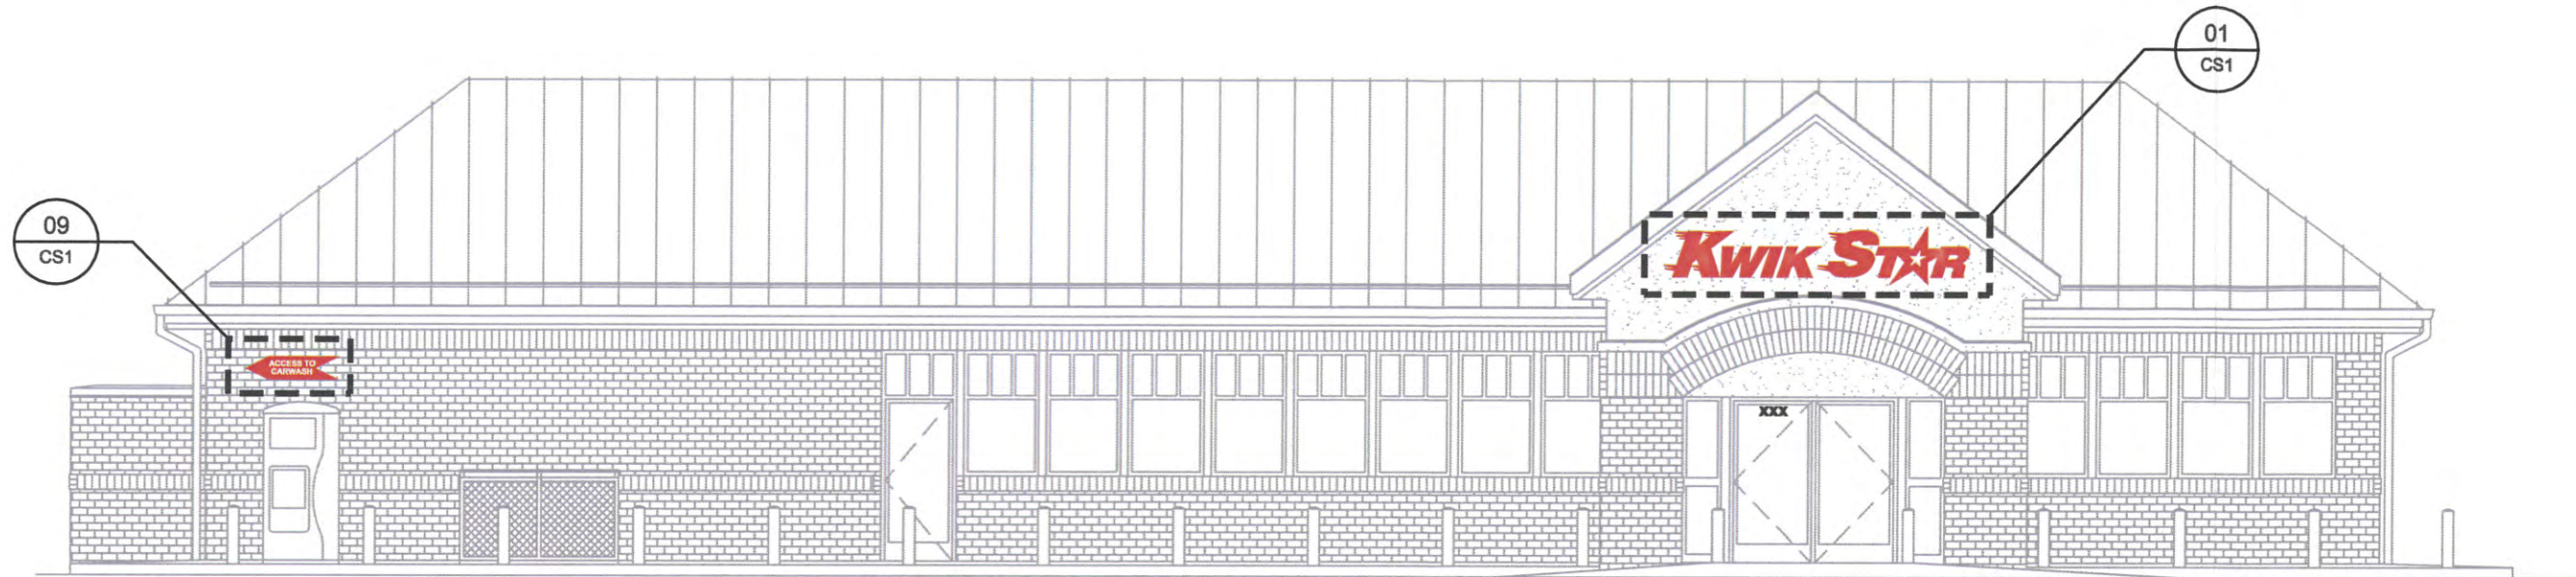 01
CS1
09
CS1
KWIK STAR
ACCESS TO
CARWASH
XXX